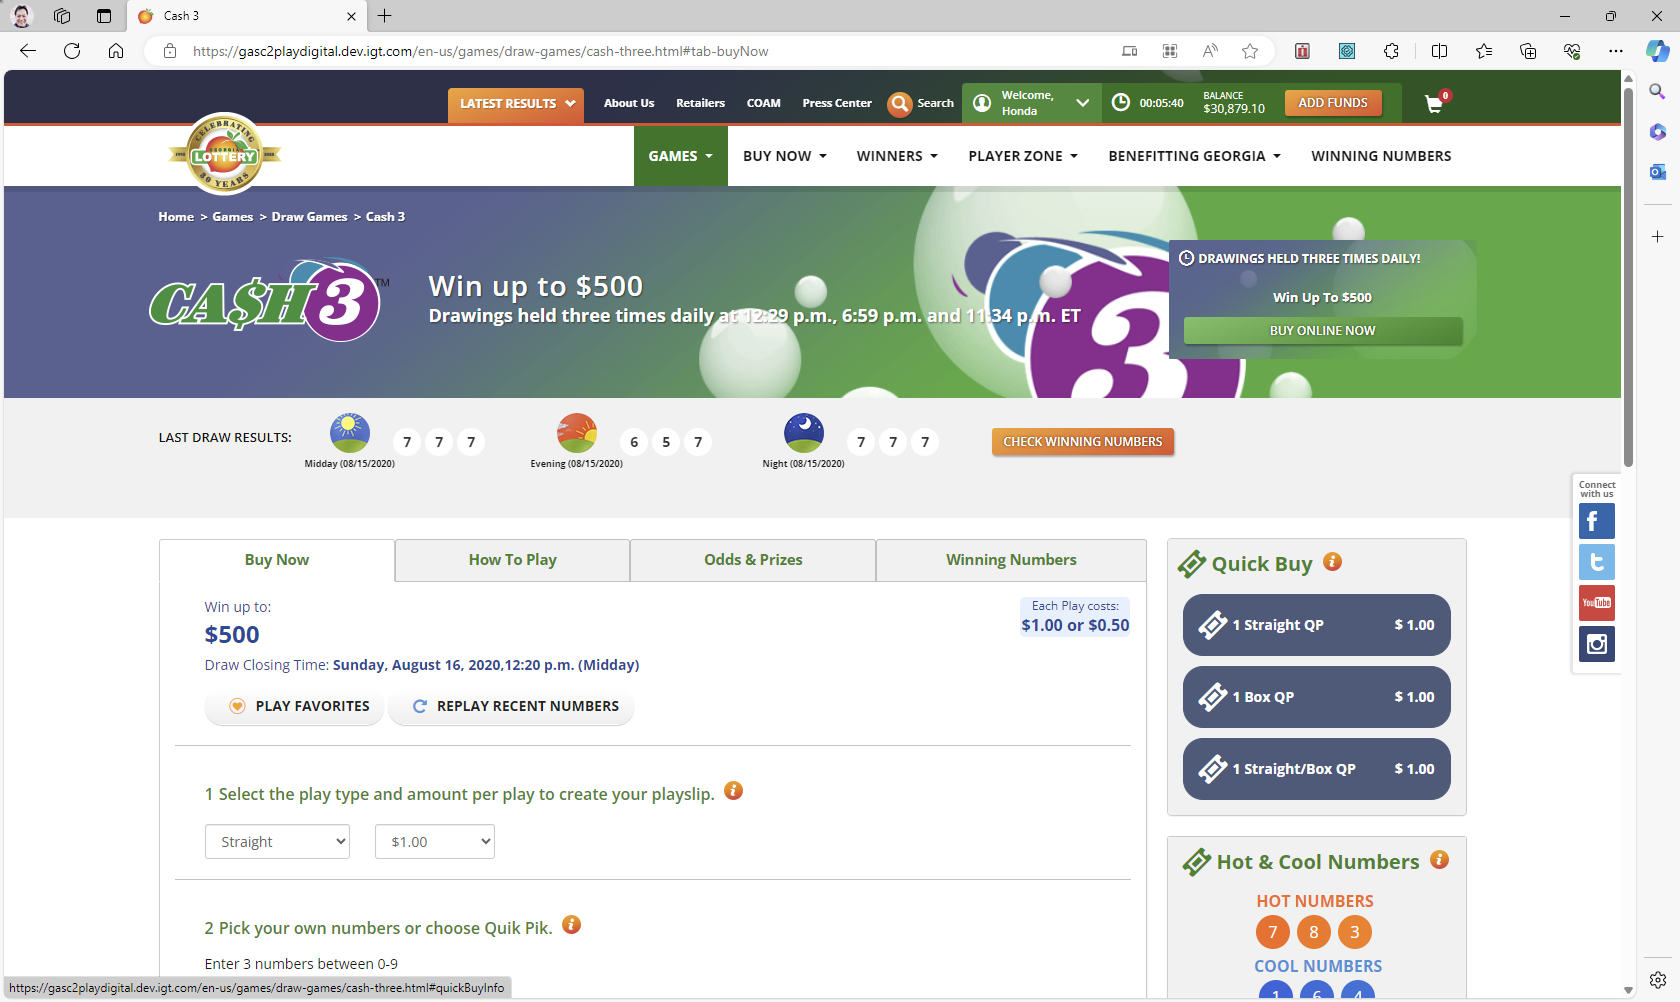 Cash 3
https://gasc2playdigital.dev.igt.com/en-us/games/draw-games/cash-three.html#tab-buyNow
LATEST RESULTS
About Us
Retailers
COAM
Press Center
Search
Welcome,
Honda
00:05:40
BALANCE
$30,879.10
ADD FUNDS
0
CELEBRATING
GEORGIA
LOTTERY
30 YEARS
GAMES
BUY NOW
WINNERS
PLAYER ZONE
BENEFITTING GEORGIA
WINNING NUMBERS
Home > Games > Draw Games > Cash 3
CA$H 3 TM
Win up to $500
Drawings held three times daily at 12:29 p.m., 6:59 p.m. and 11:34 p.m. ET
3
DRAWINGS HELD THREE TIMES DAILY!
Win Up To $500
BUY ONLINE NOW
LAST DRAW RESULTS:
7 7 7
Midday (08/15/2020)
6 5 7
Evening (08/15/2020)
7 7 7
Night (08/15/2020)
CHECK WINNING NUMBERS
Connect
with us
f
t
YouTube
Buy Now
How To Play
Odds & Prizes
Winning Numbers
Win up to:
$500
Each Play costs:
$1.00 or $0.50
Draw Closing Time: Sunday, August 16, 2020,12:20 p.m. (Midday)
PLAY FAVORITES
REPLAY RECENT NUMBERS
1 Select the play type and amount per play to create your playslip. i
Straight
$1.00
2 Pick your own numbers or choose Quik Pik. i
Enter 3 numbers between 0-9
Quick Buy i
1 Straight QP $ 1.00
1 Box QP $ 1.00
1 Straight/Box QP $ 1.00
Hot & Cool Numbers i
HOT NUMBERS
7 8 3
COOL NUMBERS
1 6 4
https://gasc2playdigital.dev.igt.com/en-us/games/draw-games/cash-three.html#quickBuyInfo